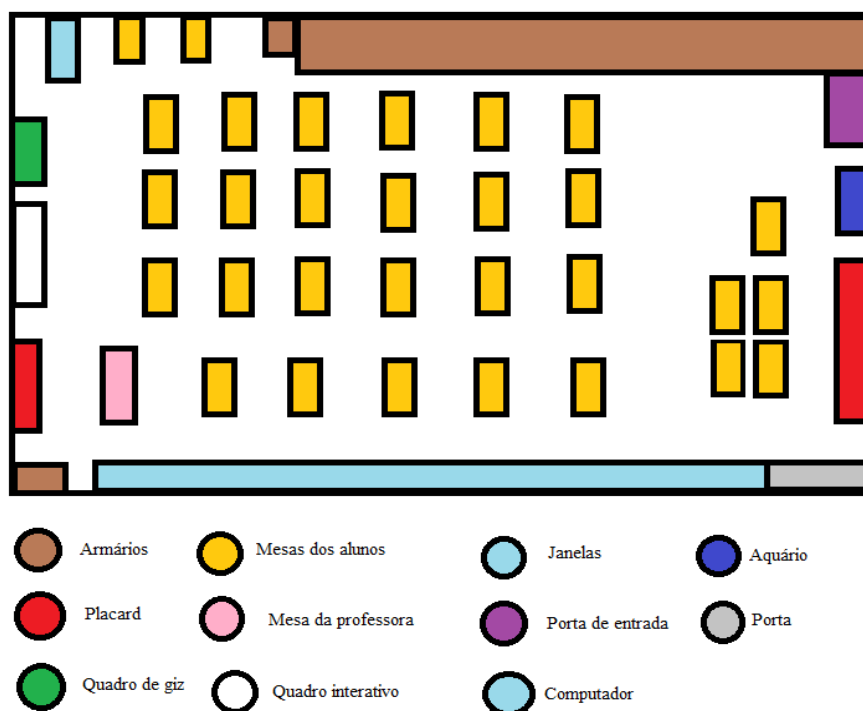 Armários
Mesas dos alunos
Janelas
Aquário
Placard
Mesa da professora
Porta de entrada
Porta
Quadro de giz
Quadro interativo
Computador